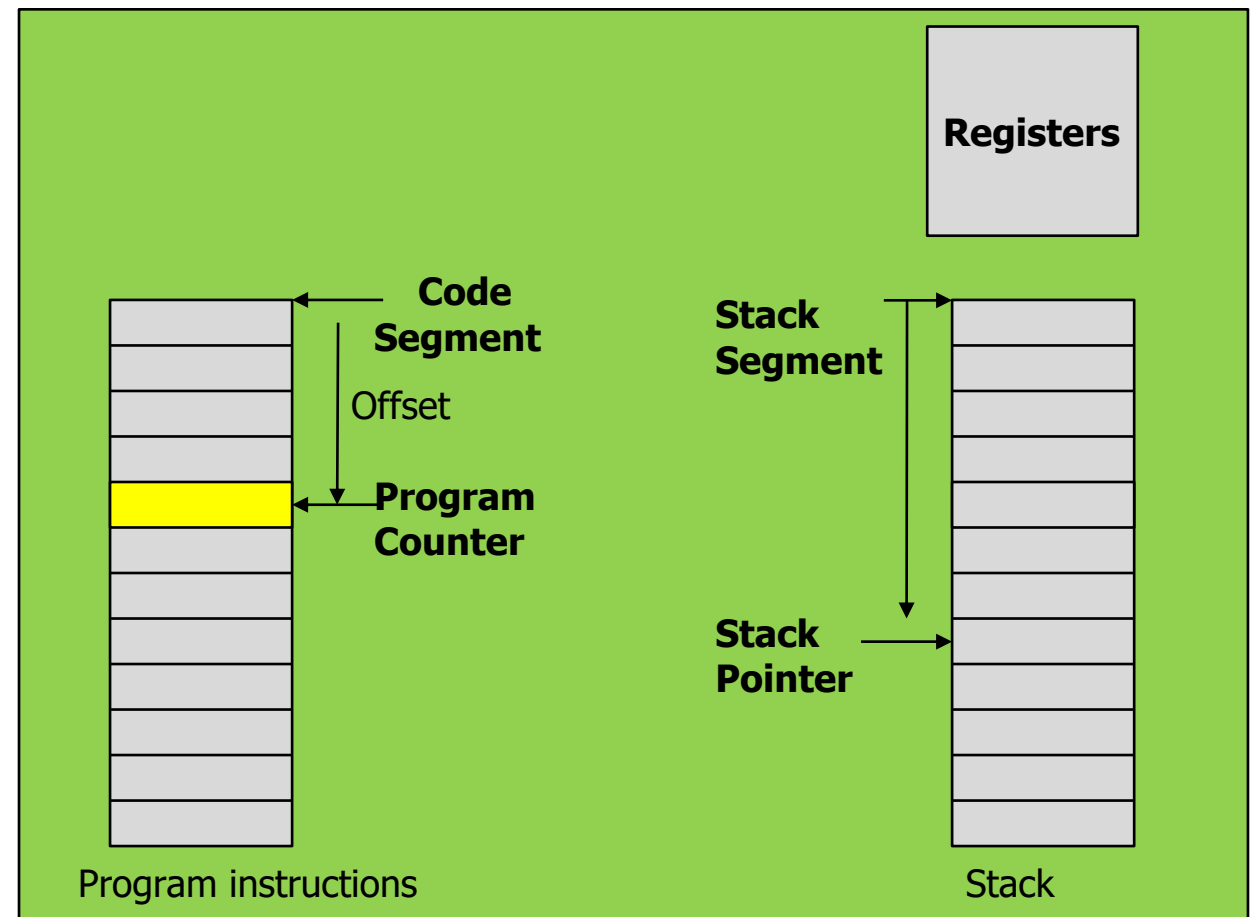 Registers
Code
Segment
Offset
Program
Counter
Stack
Segment
Stack
Pointer
Program instructions
Stack